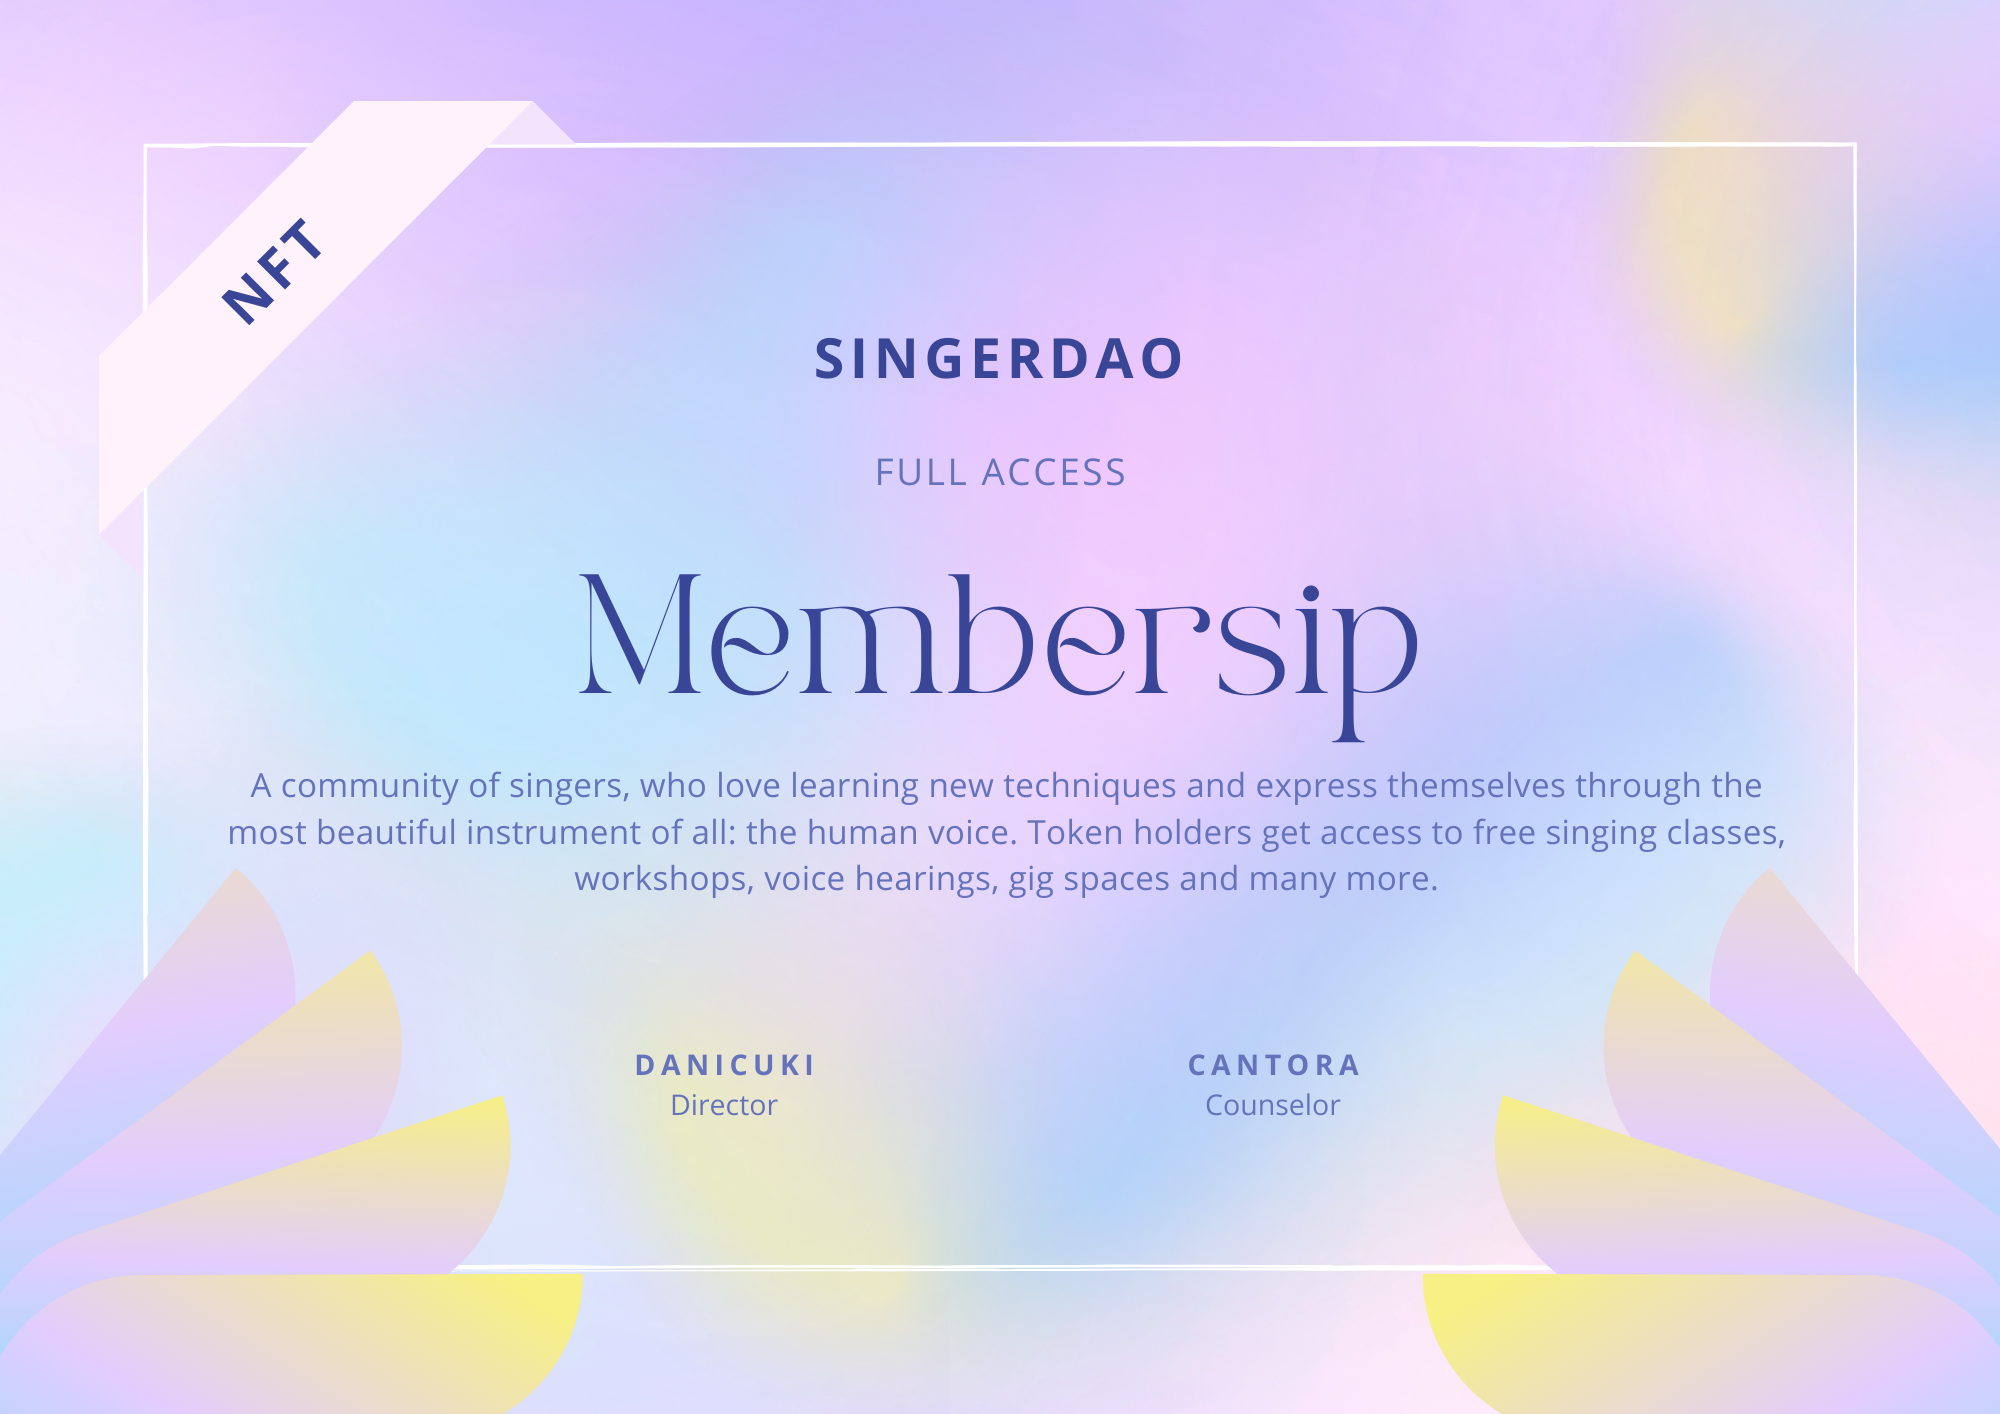 NFT
SINGERDAO
FULL ACCESS
Membersip
A community of singers, who love learning new techniques and express themselves through the
most beautiful instrument of all: the human voice. Token holders get access to free singing classes,
workshops, voice hearings, gig spaces and many more.
DANICUKI
Director
CANTORA
Counselor